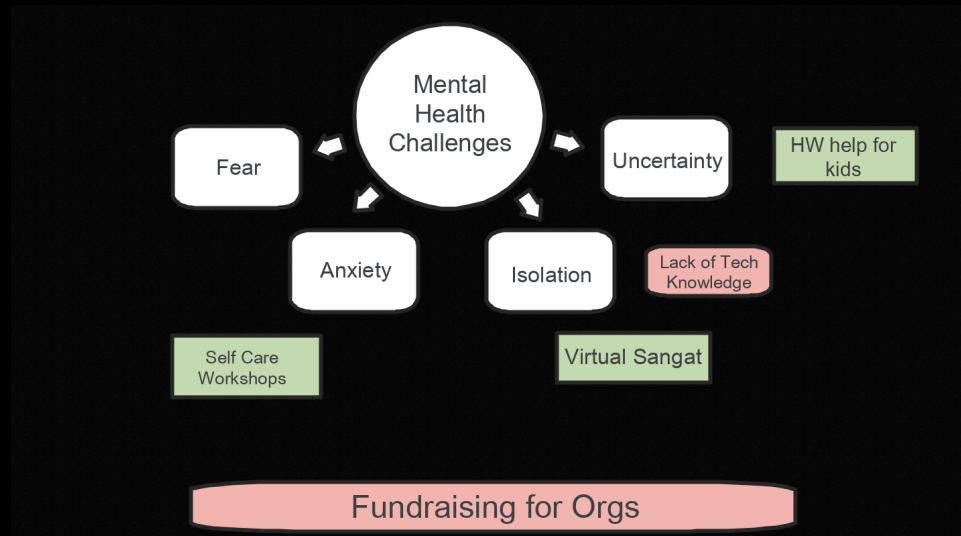 Mental
Health
Challenges
Fear
Uncertainty
HW help for
kids
Anxiety
Isolation
Lack of Tech
Knowledge
Self Care
Workshops
Virtual Sangat
Fundraising for Orgs